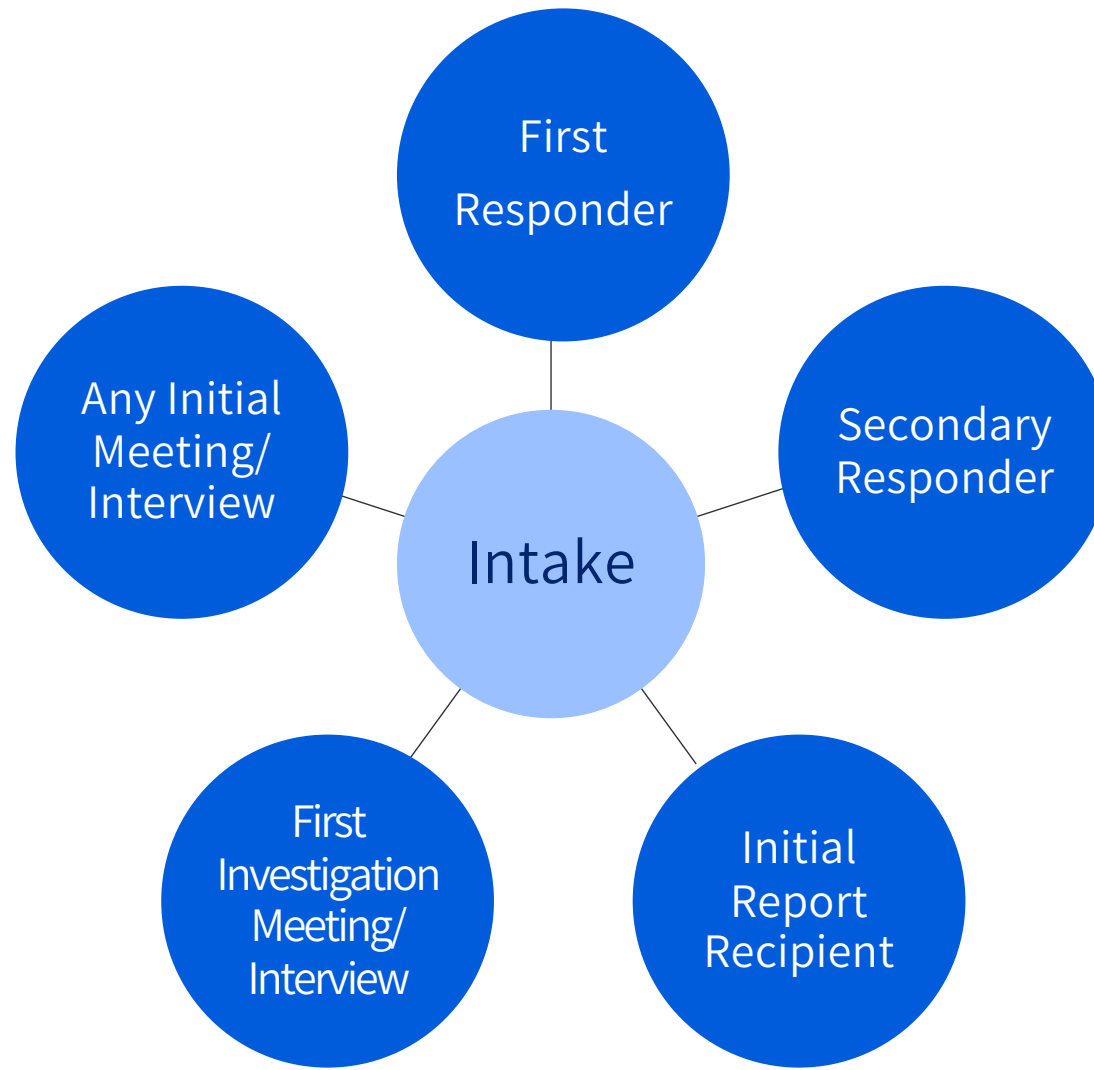 First
Responder
Secondary
Responder
Initial
Report
Recipient
First
Investigation
Meeting/
Interview
Any Initial
Meeting/
Interview
Intake